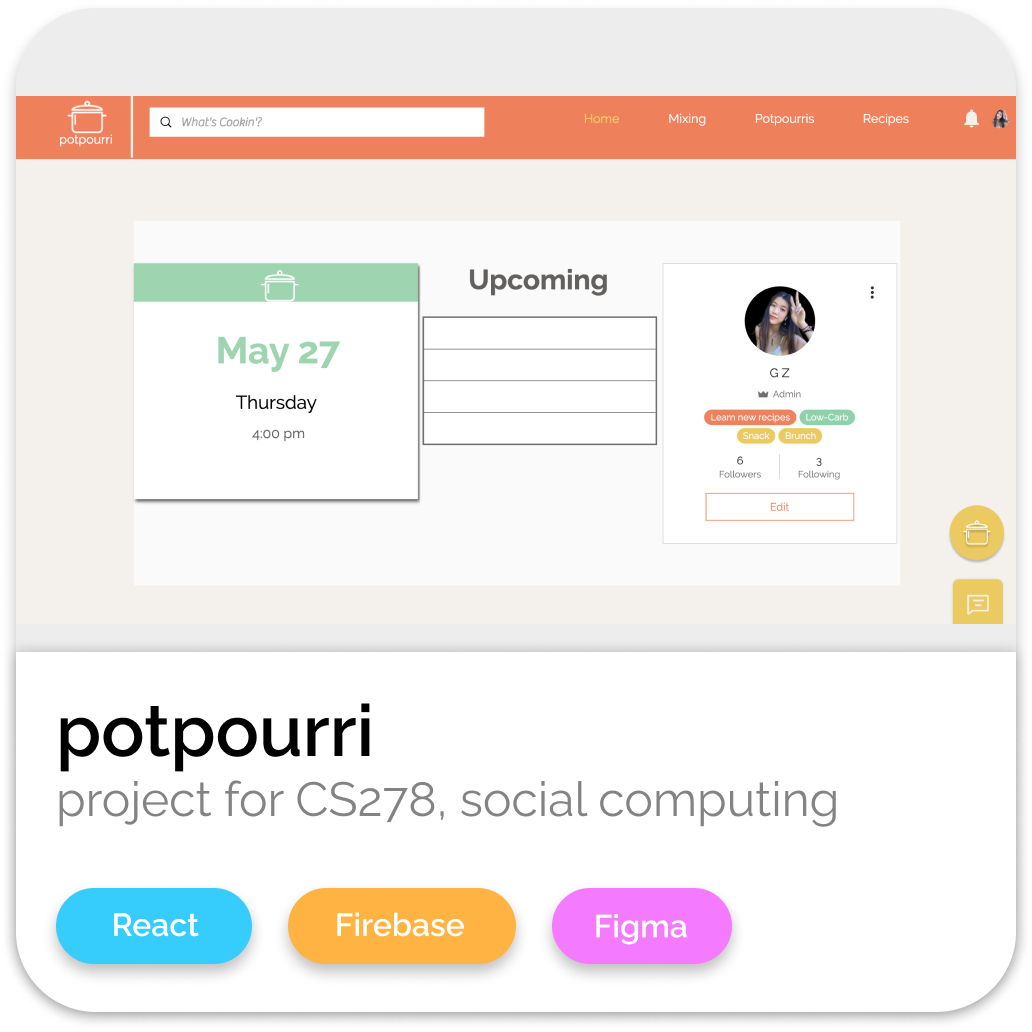 potpourri
What's Cookin'?
Home Mixing Potpourris Recipes
Upcoming
May 27
Thursday
4:00 pm
G Z
Admin
Learn new recipes Low-Carb
Snack Brunch
6 3
Followers Following
Edit
potpourri
project for CS278, social computing
React Firebase Figma